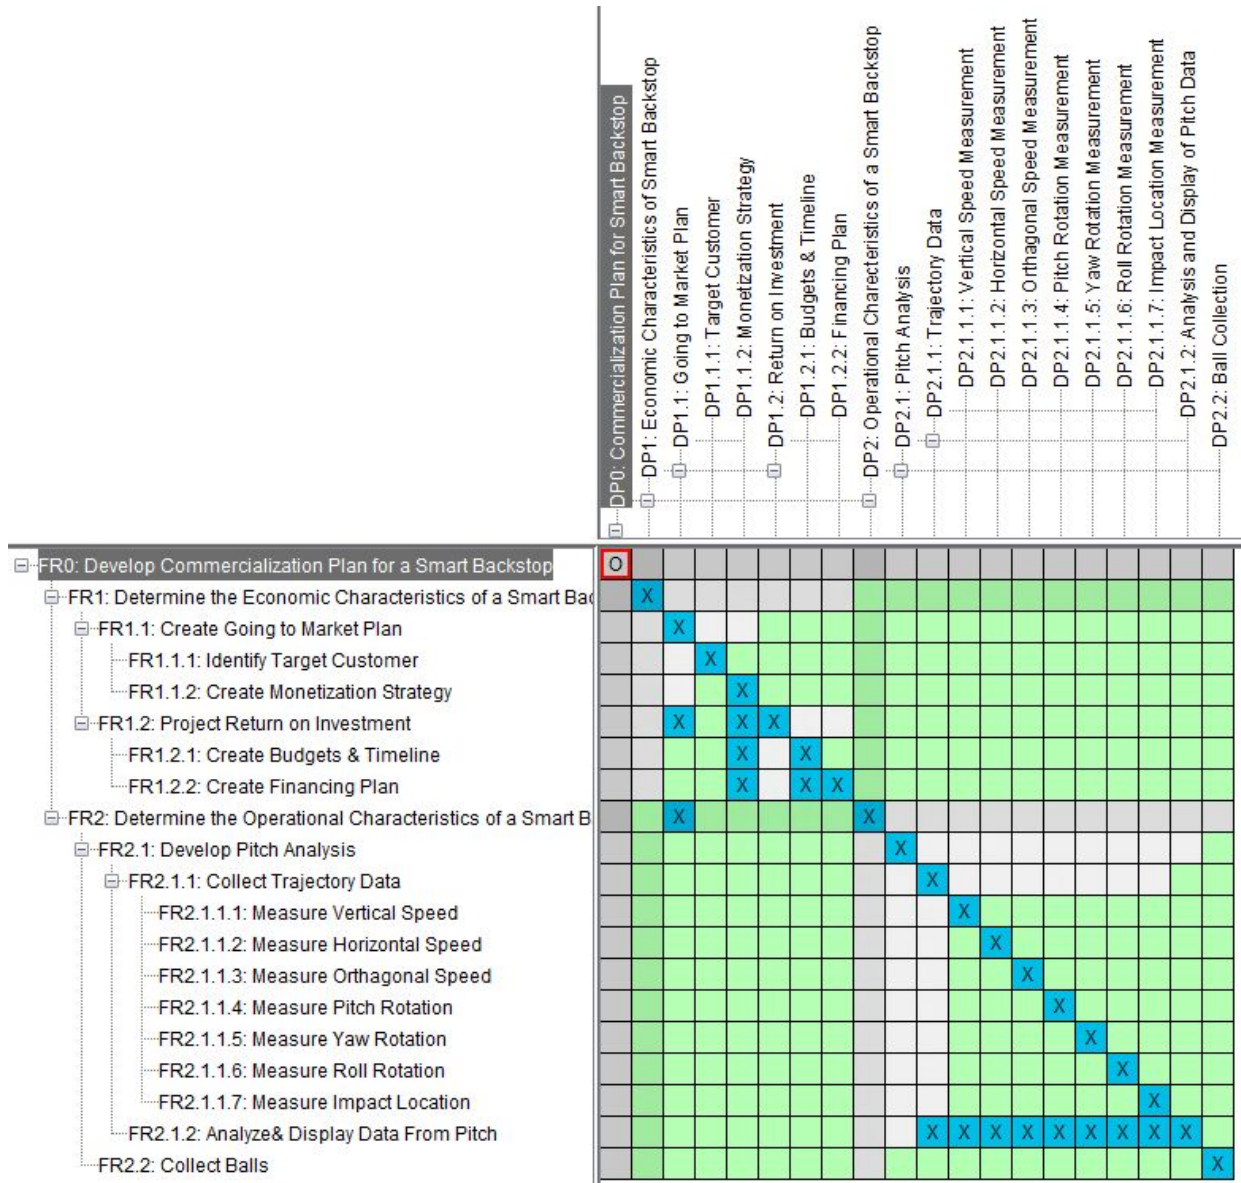 DP0: Commercialization Plan for Smart Backstop
DP1: Economic Characteristics of Smart Backstop
DP1.1: Going to Market Plan
DP1.1.1: Target Customer
DP1.1.2: Monetization Strategy
DP1.2: Return on Investment
DP1.2.1: Budgets & Timeline
DP1.2.2: Financing Plan
DP2: Operational Charecteristics of a Smart Backstop
DP2.1: Pitch Analysis
DP2.1.1: Trajectory Data
DP2.1.1.1: Vertical Speed Measurement
DP2.1.1.2: Horizontal Speed Measurement
DP2.1.1.3: Orthagonal Speed Measurement
DP2.1.1.4: Pitch Rotation Measurement
DP2.1.1.5: Yaw Rotation Measurement
DP2.1.1.6: Roll Rotation Measurement
DP2.1.1.7: Impact Location Measurement
DP2.1.2: Analysis and Display of Pitch Data
DP2.2: Ball Collection
FR0: Develop Commercialization Plan for a Smart Backstop O
FR1: Determine the Economic Characteristics of a Smart Bac X
FR1.1: Create Going to Market Plan X
FR1.1.1: Identify Target Customer X
FR1.1.2: Create Monetization Strategy X
FR1.2: Project Return on Investment X X X
FR1.2.1: Create Budgets & Timeline X X
FR1.2.2: Create Financing Plan X X X
FR2: Determine the Operational Characteristics of a Smart B X X
FR2.1: Develop Pitch Analysis X
FR2.1.1: Collect Trajectory Data X
FR2.1.1.1: Measure Vertical Speed X
FR2.1.1.2: Measure Horizontal Speed X
FR2.1.1.3: Measure Orthagonal Speed X
FR2.1.1.4: Measure Pitch Rotation X
FR2.1.1.5: Measure Yaw Rotation X
FR2.1.1.6: Measure Roll Rotation X
FR2.1.1.7: Measure Impact Location X
FR2.1.2: Analyze& Display Data From Pitch X X X X X X X X X
FR2.2: Collect Balls X